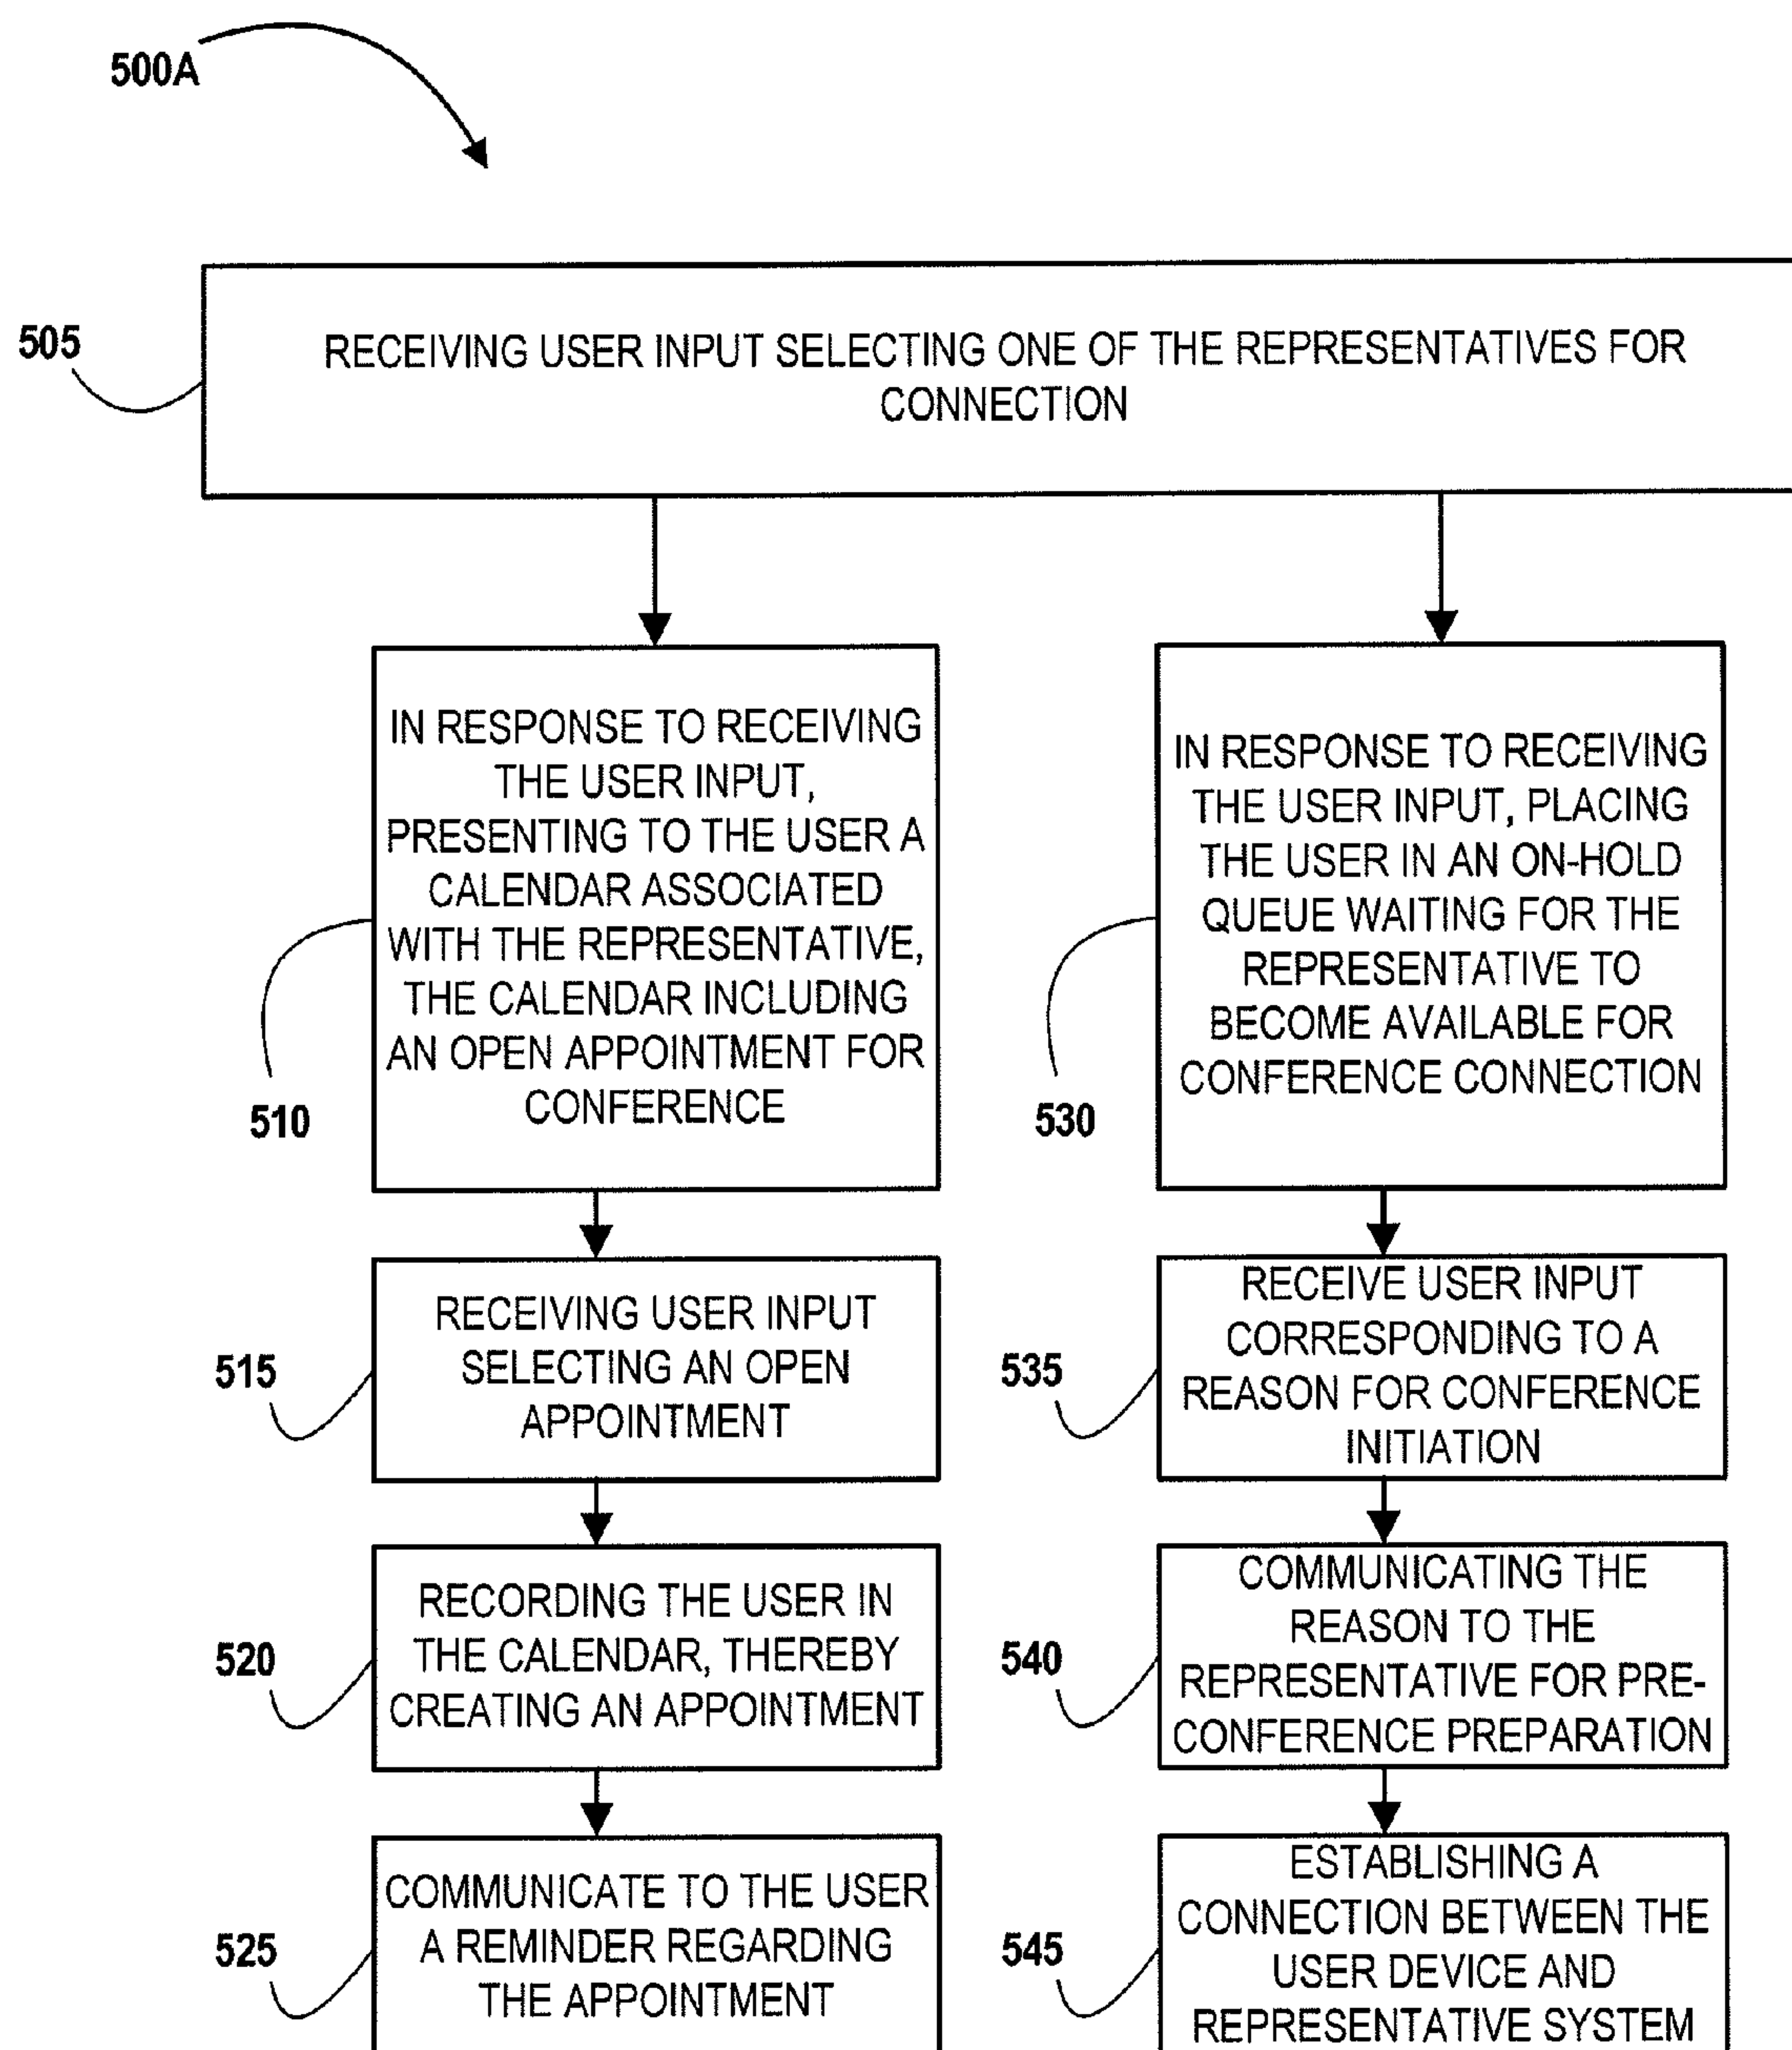 500A
505
RECEIVING USER INPUT SELECTING ONE OF THE REPRESENTATIVES FOR
CONNECTION
IN RESPONSE TO RECEIVING
THE USER INPUT,
PRESENTING TO THE USER A
CALENDAR ASSOCIATED
WITH THE REPRESENTATIVE,
THE CALENDAR INCLUDING
AN OPEN APPOINTMENT FOR
CONFERENCE
510
IN RESPONSE TO RECEIVING
THE USER INPUT, PLACING
THE USER IN AN ON-HOLD
QUEUE WAITING FOR THE
REPRESENTATIVE TO
BECOME AVAILABLE FOR
CONFERENCE CONNECTION
530
RECEIVING USER INPUT
SELECTING AN OPEN
APPOINTMENT
515
RECEIVE USER INPUT
CORRESPONDING TO A
REASON FOR CONFERENCE
INITIATION
535
RECORDING THE USER IN
THE CALENDAR, THEREBY
CREATING AN APPOINTMENT
520
COMMUNICATING THE
REASON TO THE
REPRESENTATIVE FOR PRE-
CONFERENCE PREPARATION
540
COMMUNICATE TO THE USER
A REMINDER REGARDING
THE APPOINTMENT
525
ESTABLISHING A
CONNECTION BETWEEN THE
USER DEVICE AND
REPRESENTATIVE SYSTEM
545